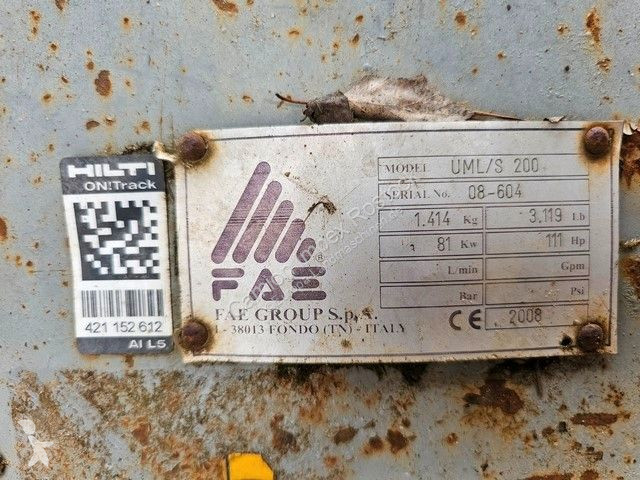 HILTI
ON!Track
421 152 612
AI L5
FAE
®
FAE GROUP S.p.A.
I - 38013 FONDO (TN) - ITALY
MODEL UML/S 200
SERIAL No. 08-604
1.414 Kg 3.119 Lb
81 Kw 111 Hp
L/min Gpm
Bar Psi
CE 2008